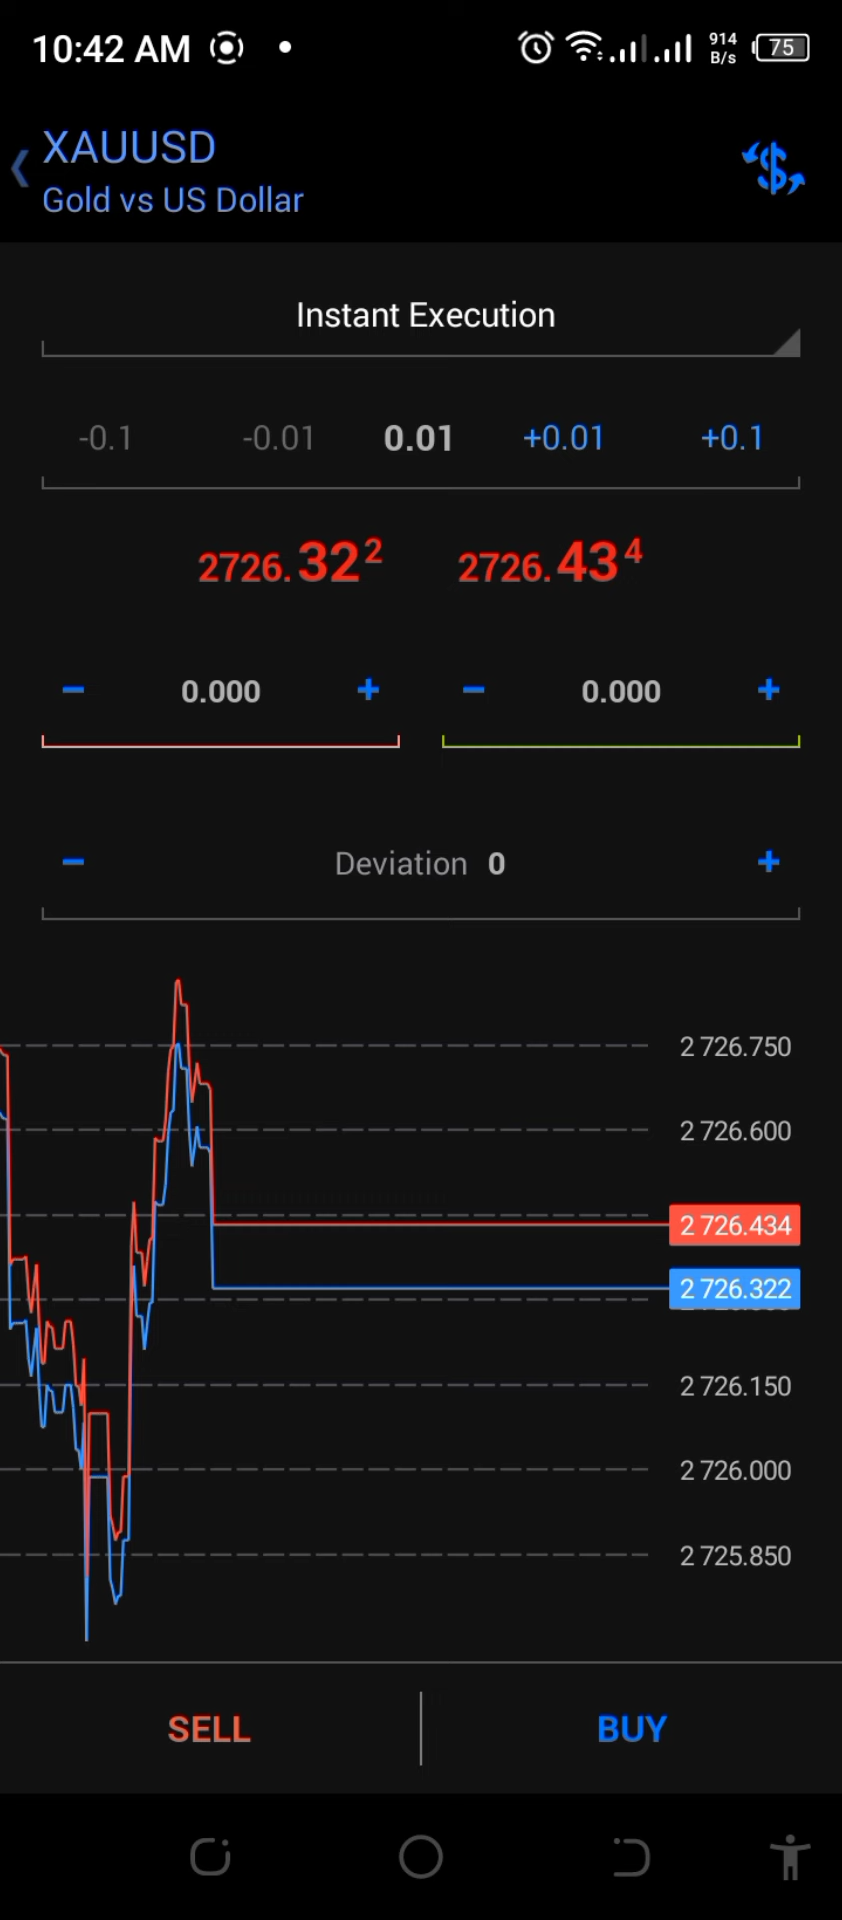 10:42 AM
914
B/s
75
XAUUSD
Gold vs US Dollar
Instant Execution
-0.1 -0.01 0.01 +0.01 +0.1
2726.322 2726.434
- 0.000 + - 0.000 +
- Deviation 0 +
2 726.750
2 726.600
2 726.434
2 726.322
2 726.150
2 726.000
2 725.850
SELL BUY